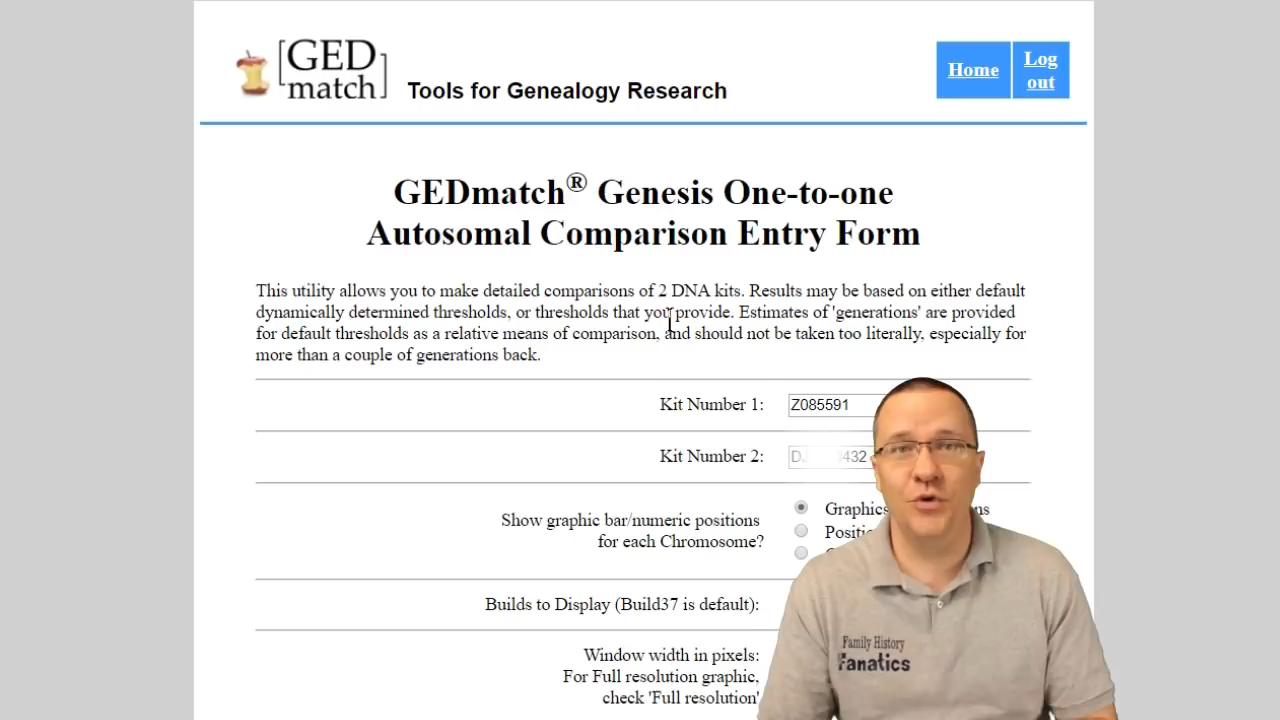 [GED
match]
Tools for Genealogy Research
Home
Log
out
GEDmatch® Genesis One-to-one
Autosomal Comparison Entry Form
This utility allows you to make detailed comparisons of 2 DNA kits. Results may be based on either default
dynamically determined thresholds, or thresholds that you provide. Estimates of 'generations' are provided
for default thresholds as a relative means of comparison, and should not be taken too literally, especially for
more than a couple of generations back.
Kit Number 1: Z085591
Kit Number 2:
Show graphic bar/numeric positions
for each Chromosome?
Graphics
Builds to Display (Build37 is default):
Window width in pixels:
For Full resolution graphic,
check 'Full resolution'
Family History
Fanatics